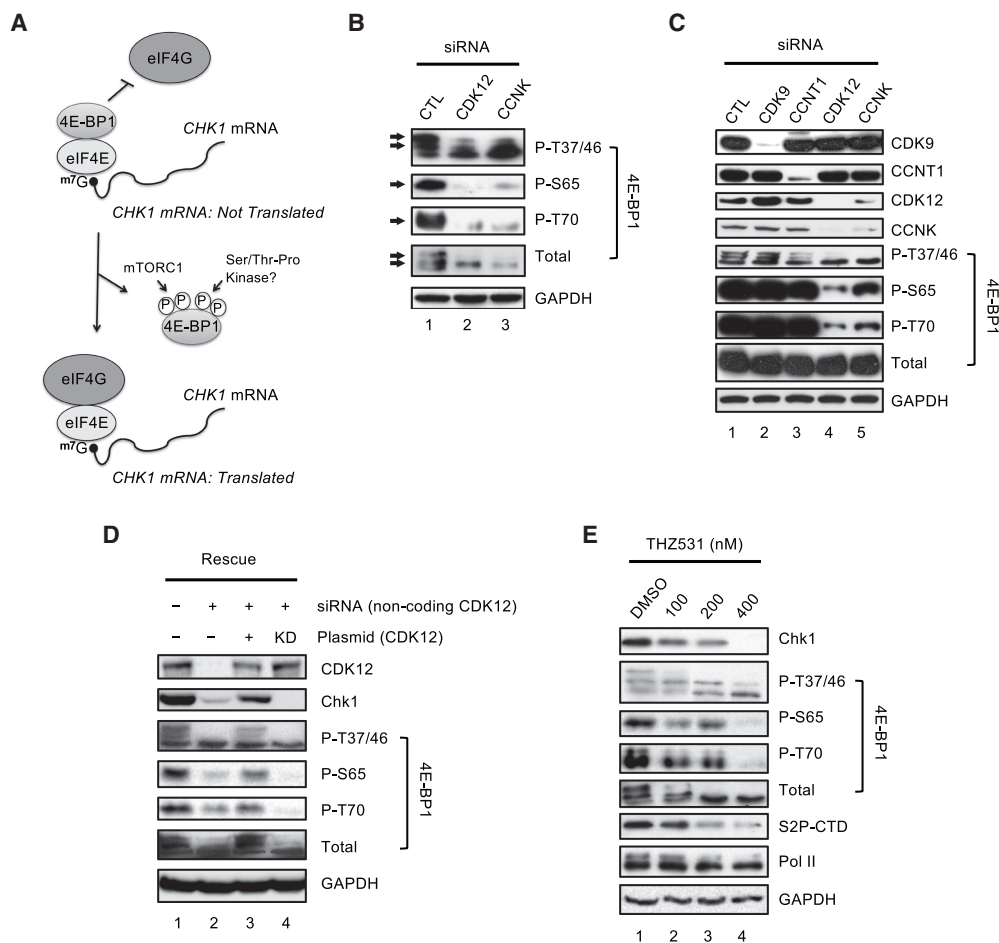 A
eIF4G
4E-BP1
CHK1 mRNA
eIF4E
m7G
CHK1 mRNA: Not Translated
mTORC1
Ser/Thr-Pro
Kinase?
P P P P
4E-BP1
eIF4G
CHK1 mRNA
eIF4E
m7G
CHK1 mRNA: Translated
B
siRNA
CTL CDK12 CCNK
P-T37/46
P-S65
P-T70
Total
4E-BP1
GAPDH
1 2 3
C
siRNA
CTL CDK9 CCNT1 CDK12 CCNK
CDK9
CCNT1
CDK12
CCNK
P-T37/46
P-S65
P-T70
Total
4E-BP1
GAPDH
1 2 3 4 5
D
Rescue
– + + + siRNA (non-coding CDK12)
– – + KD Plasmid (CDK12)
CDK12
Chk1
P-T37/46
P-S65
P-T70
Total
4E-BP1
GAPDH
1 2 3 4
E
THZ531 (nM)
DMSO 100 200 400
Chk1
P-T37/46
P-S65
P-T70
Total
4E-BP1
S2P-CTD
Pol II
GAPDH
1 2 3 4